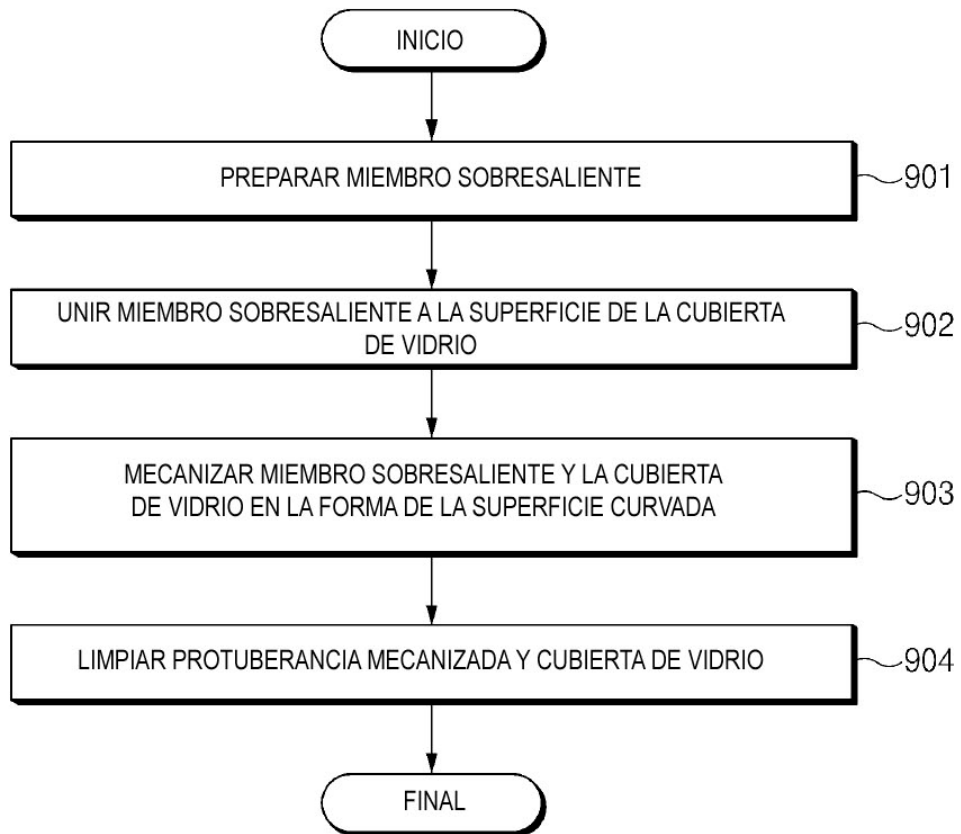 INICIO
PREPARAR MIEMBRO SOBRESALIENTE
901
UNIR MIEMBRO SOBRESALIENTE A LA SUPERFICIE DE LA CUBIERTA
DE VIDRIO
902
MECANIZAR MIEMBRO SOBRESALIENTE Y LA CUBIERTA
DE VIDRIO EN LA FORMA DE LA SUPERFICIE CURVADA
903
LIMPIAR PROTUBERANCIA MECANIZADA Y CUBIERTA DE VIDRIO
904
FINAL